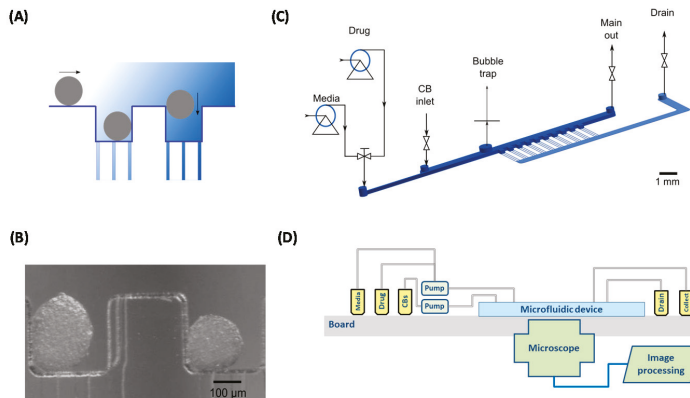 (A)
(C)
Drug
Media
CB
inlet
Bubble
trap
Main
out
Drain
1 mm
(B)
100 µm
(D)
Media
Drug
CBs
Pump
Pump
Microfluidic device
Drain
Collect
Board
Microscope
Image
processing